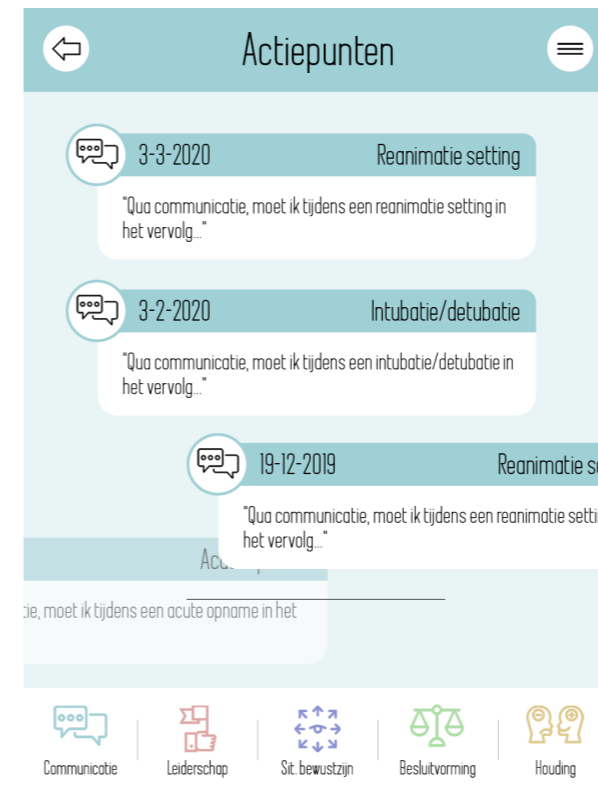 Actiepunten
3-3-2020 Reanimatie setting
"Qua communicatie, moet ik tijdens een reanimatie setting in
het vervolg..."
3-2-2020 Intubatie/detubatie
"Qua communicatie, moet ik tijdens een intubatie/detubatie in
het vervolg..."
19-12-2019 Reanimatie
"Qua communicatie, moet ik tijdens een reanimatie
het vervolg..."
moet ik tijdens een acute opname in het
Communicatie Leiderschap Sit. bewustzijn Besluitvorming Houding